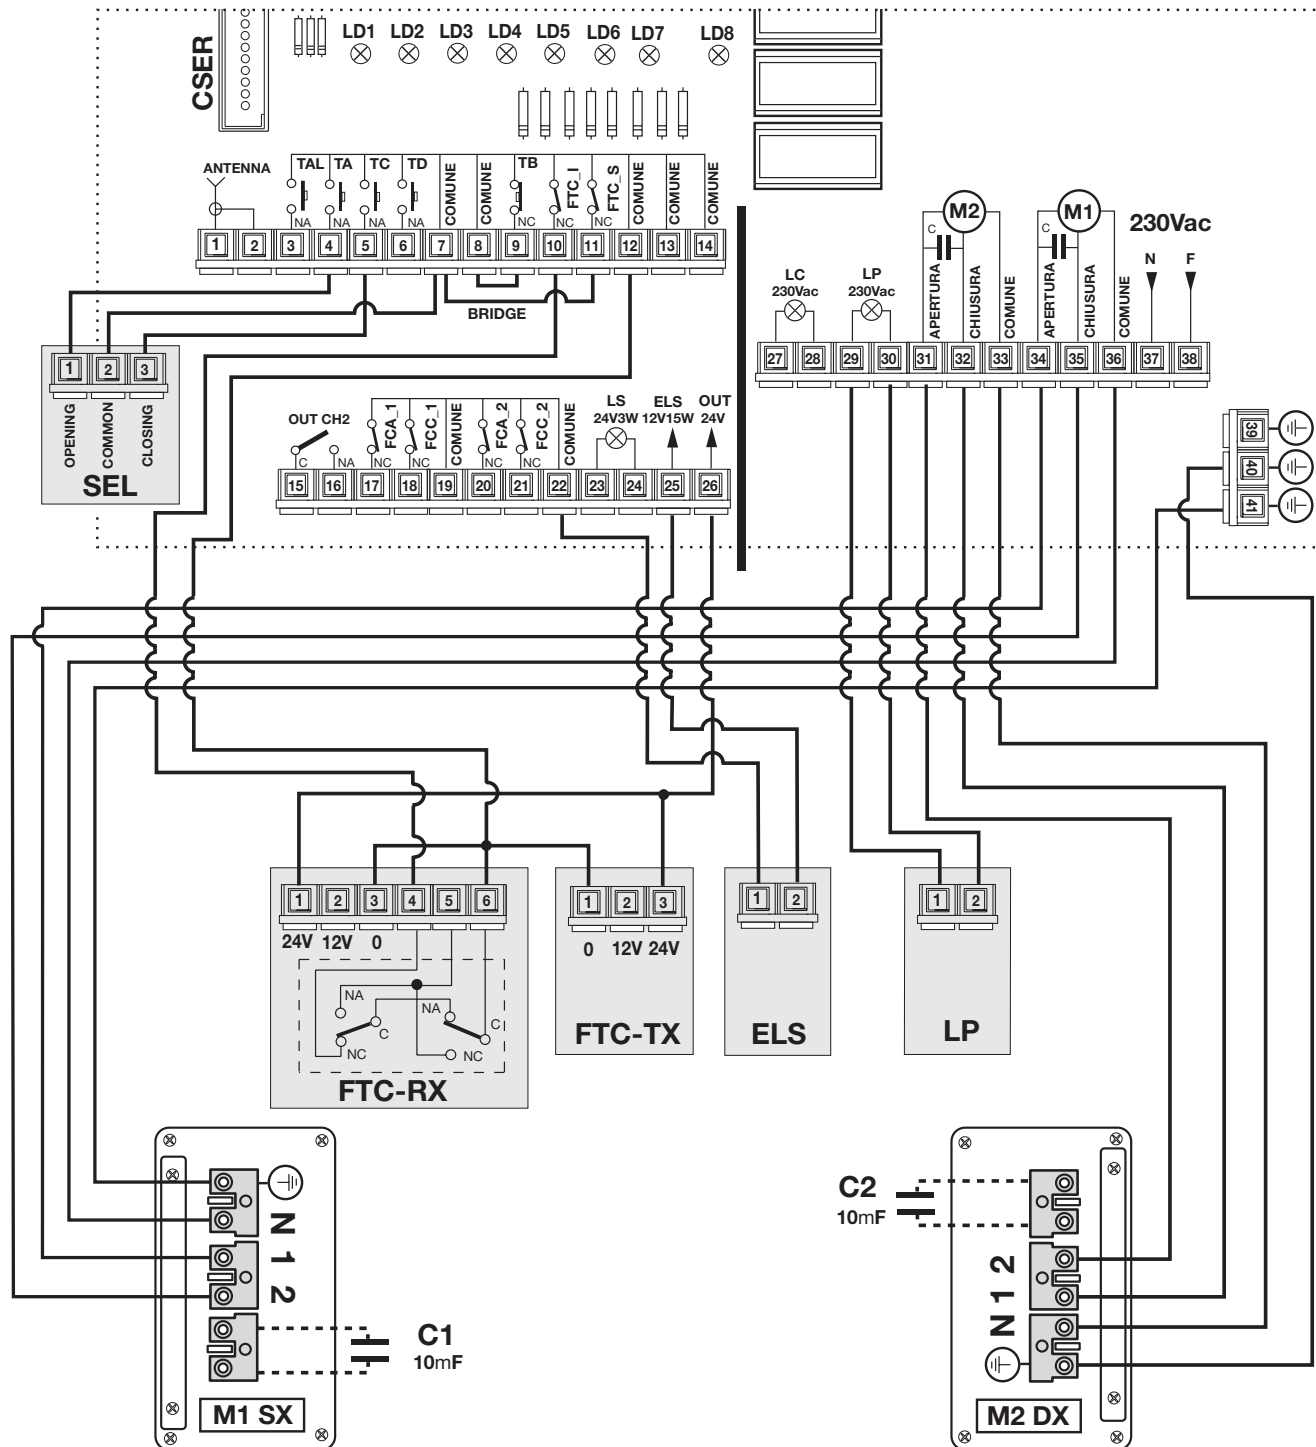 CSER
LD1 LD2 LD3 LD4 LD5 LD6 LD7 LD8
ANTENNA
TAL TA TC TD COMUNE COMUNE TB FTC_I FTC_S COMUNE COMUNE COMUNE
NA NA NA NA NC NC NC
1 2 3 4 5 6 7 8 9 10 11 12 13 14
BRIDGE
M2 M1 230Vac
C C
N F
LC LP
230Vac 230Vac
APERTURA CHIUSURA COMUNE APERTURA CHIUSURA COMUNE
27 28 29 30 31 32 33 34 35 36 37 38
1 2 3
OPENING COMMON CLOSING
SEL
OUT CH2
FCA_1 FCC_1 COMUNE FCA_2 FCC_2 COMUNE
LS ELS OUT
24V3W 12V15W 24V
C NA NC NC NC NC
15 16 17 18 19 20 21 22 23 24 25 26
39
40
41
1 2 3 4 5 6
24V 12V 0
NA NA
C C
NC NC
FTC-RX
1 2 3
0 12V 24V
FTC-TX
1 2
ELS
1 2
LP
N 1 2
C1
10mF
M1 SX
C2
10mF
N 1 2
M2 DX